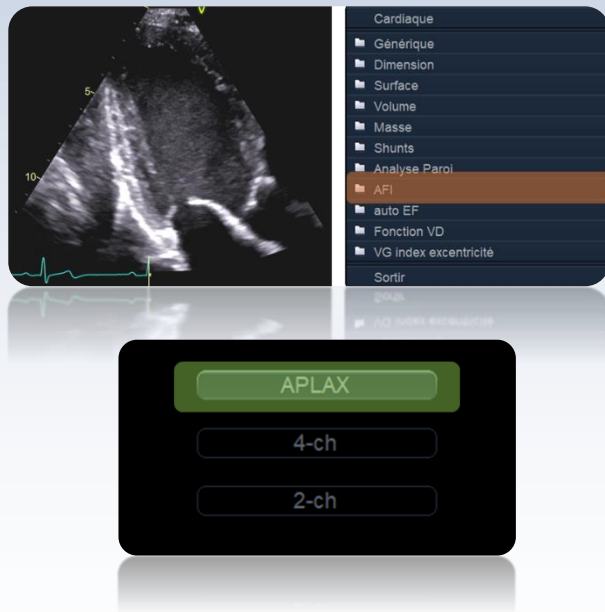 5
10
Cardiaque
Générique
Dimension
Surface
Volume
Masse
Shunts
Analyse Paroi
AFI
auto EF
Fonction VD
VG index excentricité
Sortir
APLAX
4-ch
2-ch